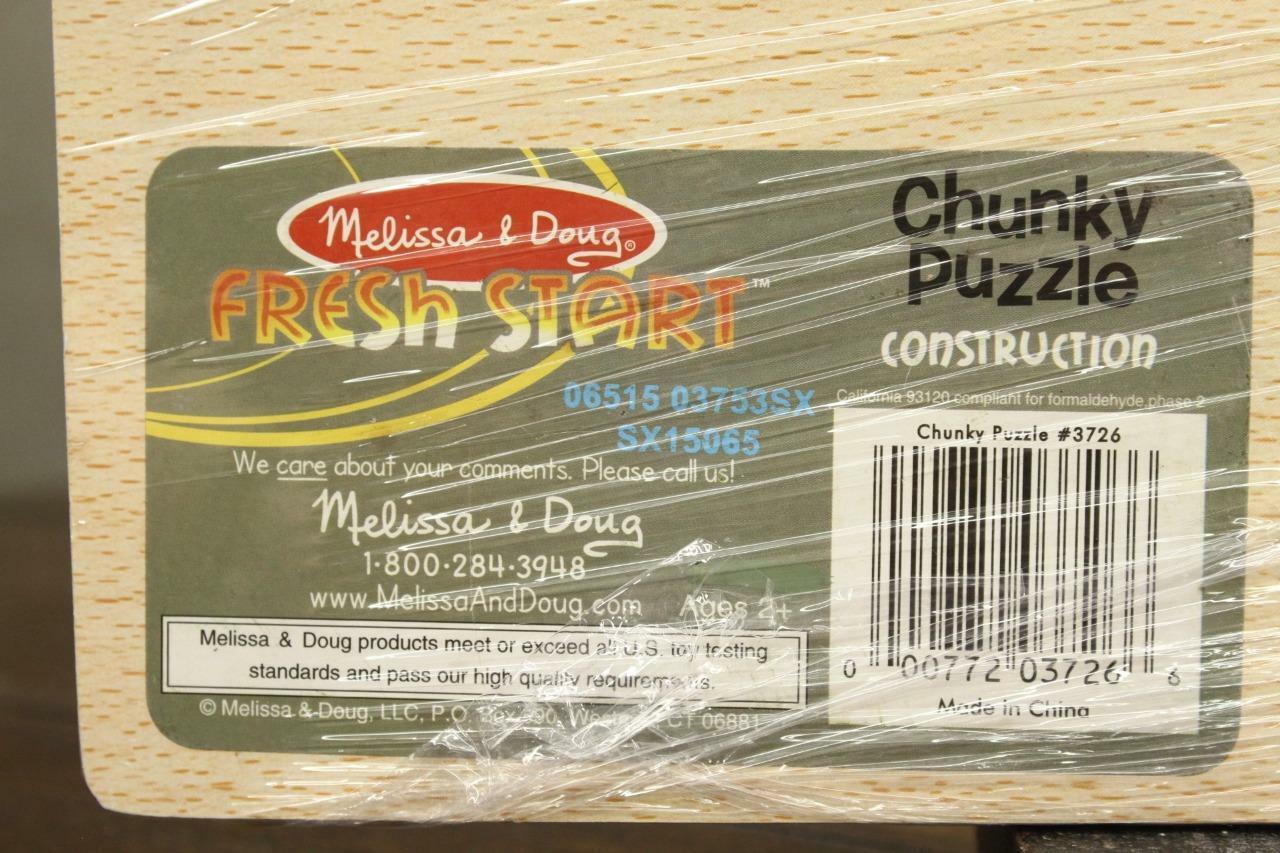 Melissa & Doug®
FRESh START™
06515 03753SX
SX15065
We care about your comments. Please call us!
Melissa & Doug
1·800·284·3948
www.MelissaAndDoug.com
Ages 2+
Melissa & Doug products meet or exceed all U.S. toy testing
standards and pass our high quality requirements.
© Melissa & Doug, LLC, P.O. CT 06881
Chunky
Puzzle
CONSTRUCTION
California 93120 compliant for formaldehyde phase 2
Chunky Puzzle #3726
0 00772 03726 8
Made in China